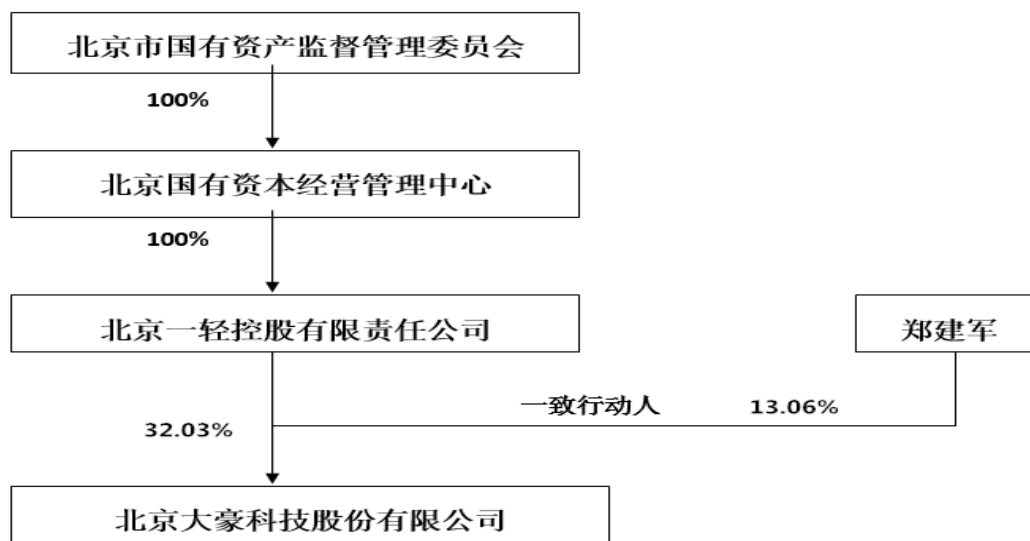 北京市国有资产监督管理委员会
100%
北京国有资本经营管理中心
100%
北京一轻控股有限责任公司
郑建军
一致行动人
13.06%
32.03%
北京大豪科技股份有限公司